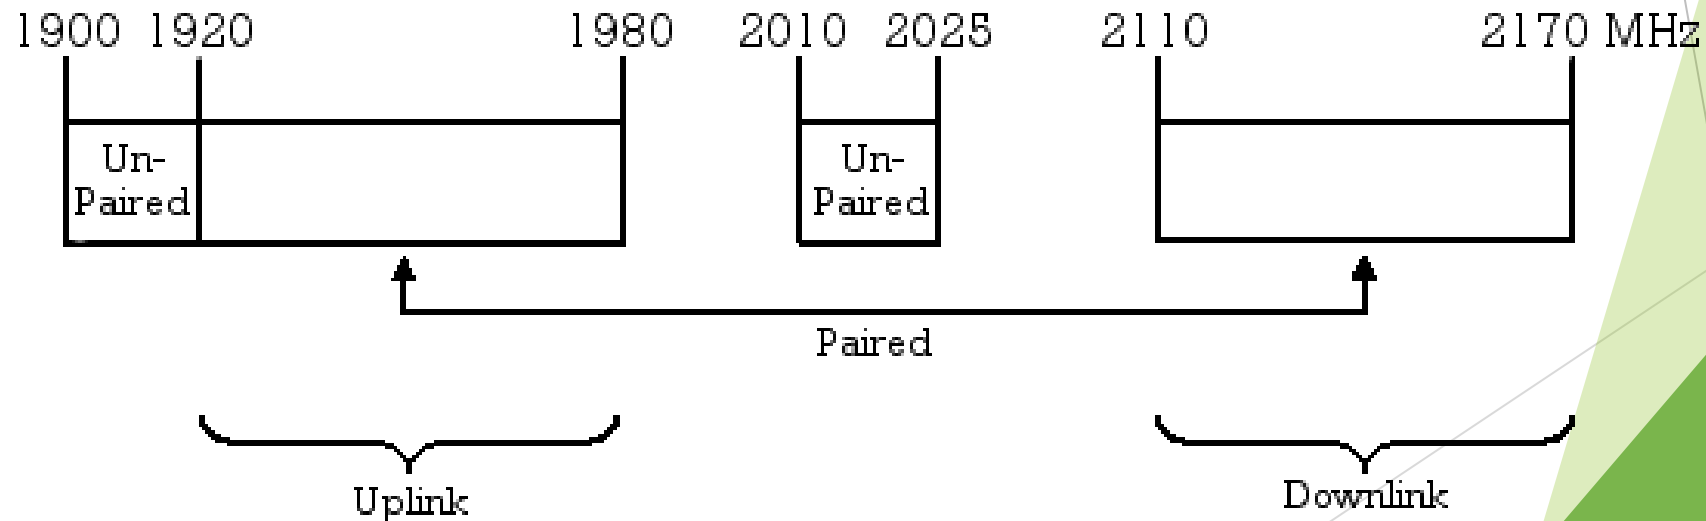 1900 1920 1980 2010 2025 2110 2170 MHz
Un-
Paired
Un-
Paired
Paired
Uplink
Downlink